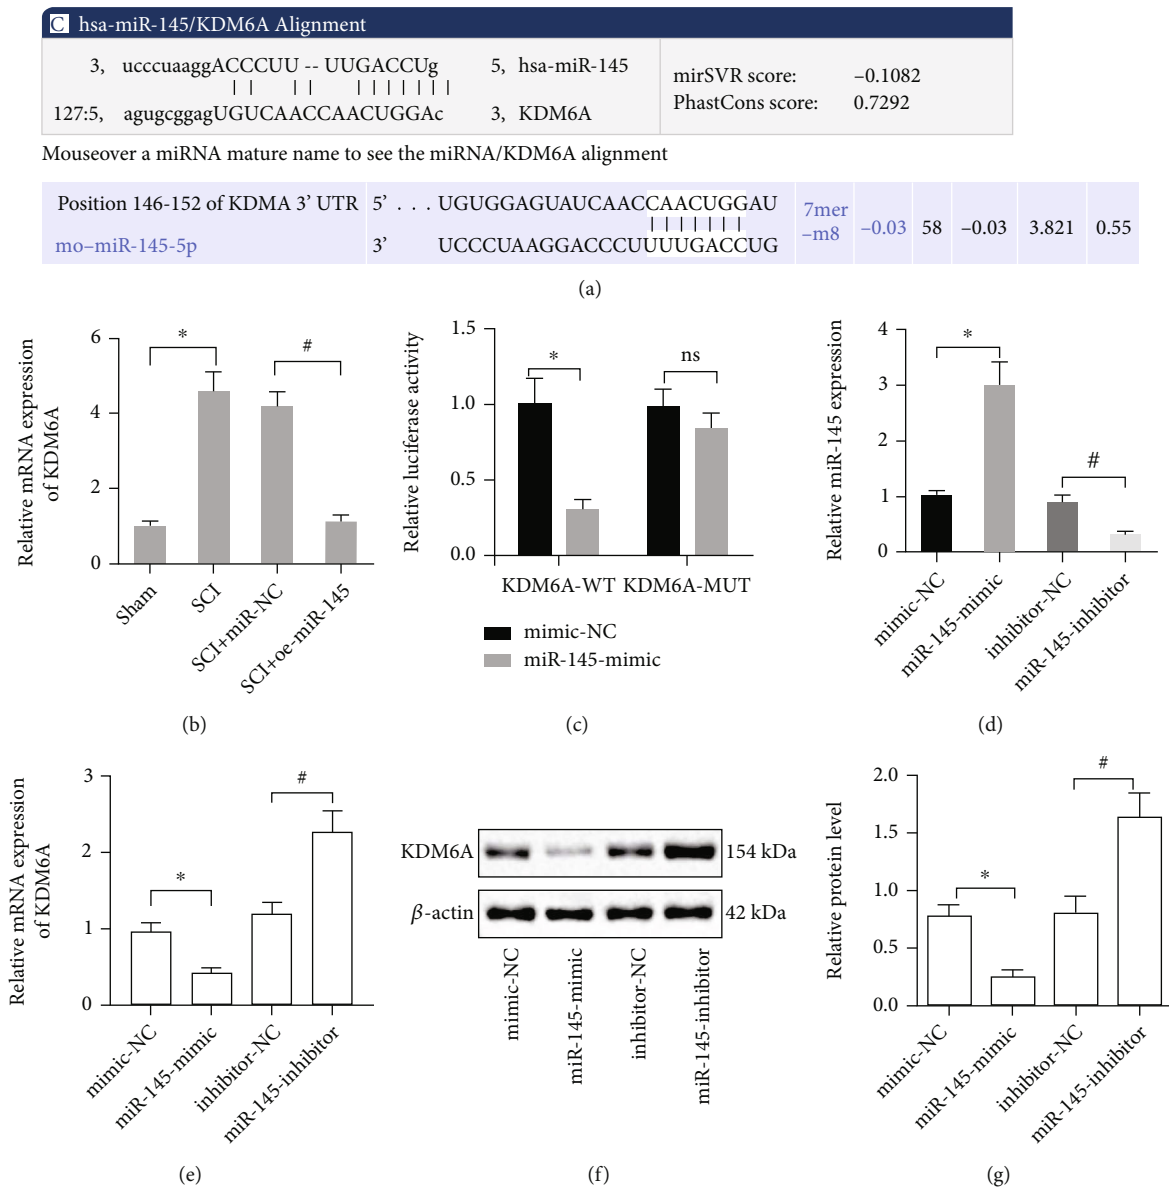 C hsa-miR-145/KDM6A Alignment
3, ucccuaaggACCCUU -- UUGACCUg 5, hsa-miR-145
| | | | | | | | | | |
127:5, agugcggagUGUCAACCAACUGGAc 3, KDM6A
mirSVR score: –0.1082
PhastCons score: 0.7292
Mouseover a miRNA mature name to see the miRNA/KDM6A alignment
Position 146-152 of KDMA 3' UTR 5' . . . UGUGGAGUAUCAACCAACUGGAU
| | | | | | |
mo–miR-145-5p 3' UCCCUAAGGACCCUUUUGACCUG
7mer
–m8
–0.03 58 –0.03 3.821 0.55
(a)
Relative mRNA expression
of KDM6A
6
4
2
0
*
#
Sham
SCI
SCI+miR-NC
SCI+oe-miR-145
(b)
Relative luciferase activity
1.5
1.0
0.5
0.0
*
ns
KDM6A-WT KDM6A-MUT
mimic-NC
miR-145-mimic
(c)
Relative miR-145 expression
4
3
2
1
0
*
#
mimic-NC
miR-145-mimic
inhibitor-NC
miR-145-inhibitor
(d)
Relative mRNA expression
of KDM6A
3
2
1
0
*
#
mimic-NC
miR-145-mimic
inhibitor-NC
miR-145-inhibitor
(e)
KDM6A 154 kDa
β-actin 42 kDa
mimic-NC
miR-145-mimic
inhibitor-NC
miR-145-inhibitor
(f)
Relative protein level
2.0
1.5
1.0
0.5
0.0
*
#
mimic-NC
miR-145-mimic
inhibitor-NC
miR-145-inhibitor
(g)